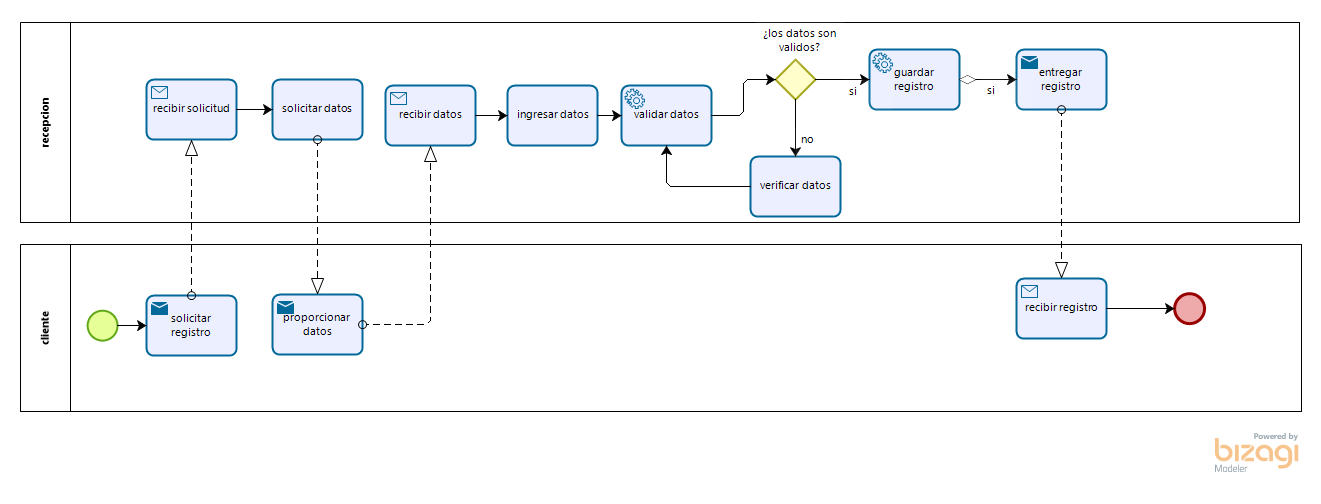 recepcion
¿los datos son
validos?
recibir solicitud
solicitar datos
recibir datos
ingresar datos
validar datos
si
guardar
registro
si
entregar
registro
no
verificar datos
cliente
solicitar
registro
proporcionar
datos
recibir registro
Powered by
bizagi
Modeler